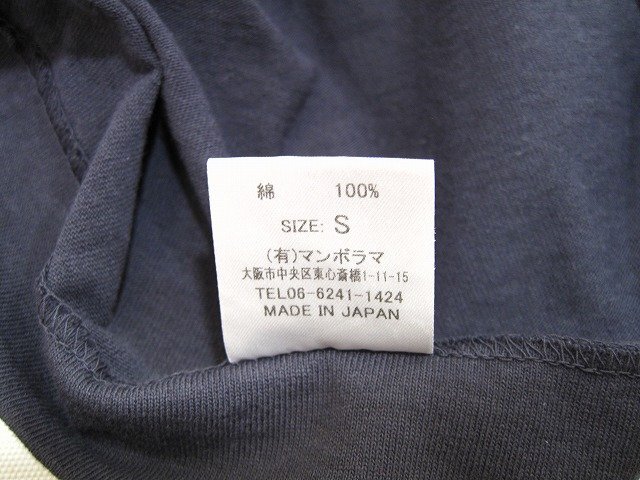 綿 100%
SIZE: S
(有)マンボラマ
大阪市中央区東心斎橋1-11-15
TEL06-6241-1424
MADE IN JAPAN